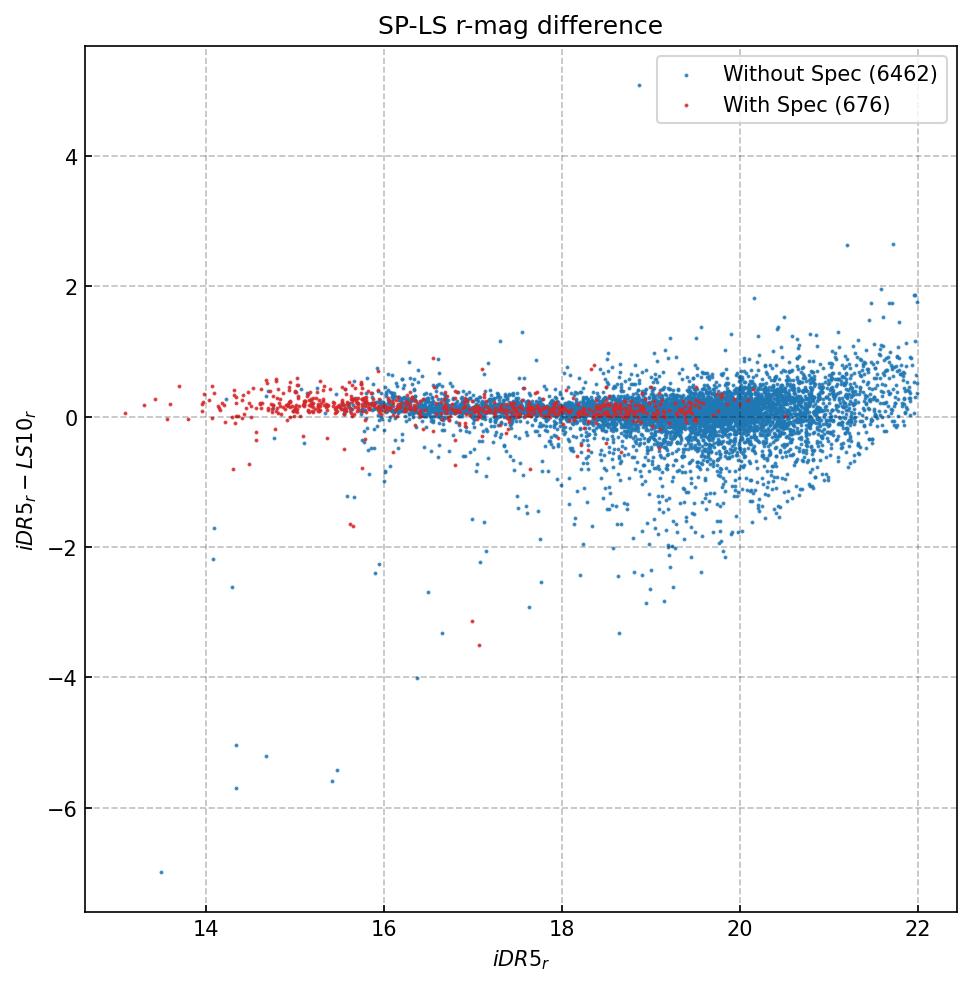 SP-LS r-mag difference
Without Spec (6462)
With Spec (676)
4
2
0
−2
−4
−6
iDR5r − LS10r
14 16 18 20 22
iDR5r